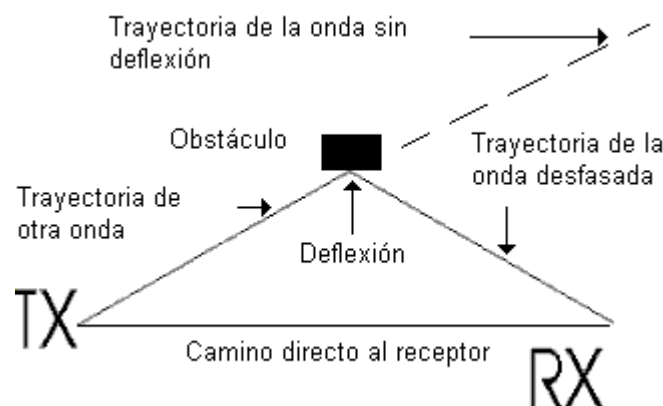 Trayectoria de la onda sin
deflexión
Obstáculo
Trayectoria de la
onda desfasada
Trayectoria de
otra onda
Deflexión
TX
Camino directo al receptor
RX